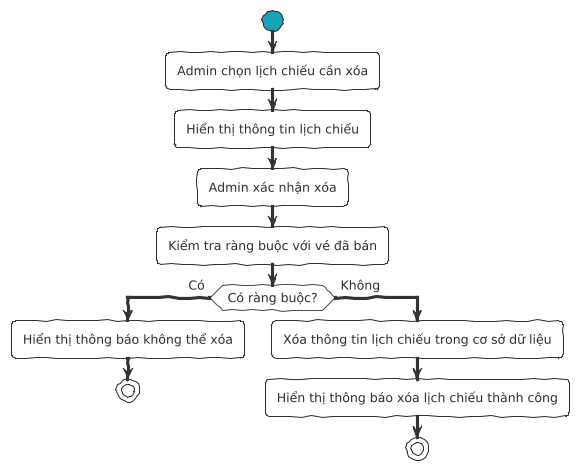 Admin chọn lịch chiếu cần xóa
Hiển thị thông tin lịch chiếu
Admin xác nhận xóa
Kiểm tra ràng buộc với vé đã bán
Có
Có ràng buộc?
Không
Hiển thị thông báo không thể xóa
Xóa thông tin lịch chiếu trong cơ sở dữ liệu
Hiển thị thông báo xóa lịch chiếu thành công